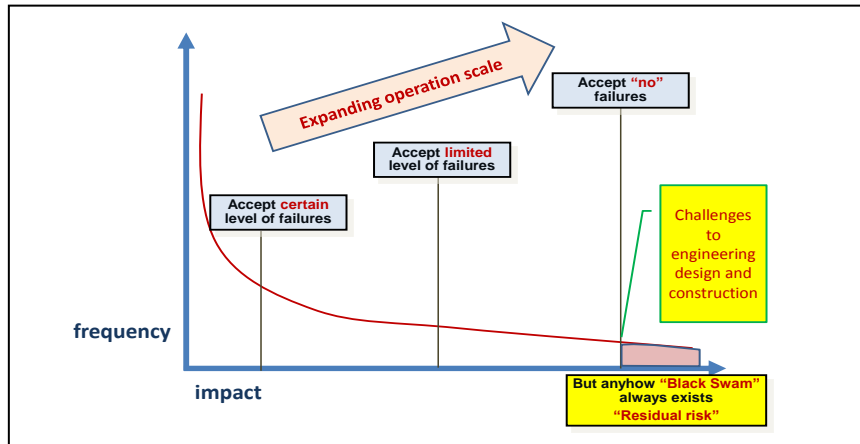 Expanding operation scale
Accept “no”
failures
Accept limited
level of failures
Accept certain
level of failures
Challenges
to
engineering
design and
construction
frequency
impact
But anyhow “Black Swam”
always exists
“Residual risk”